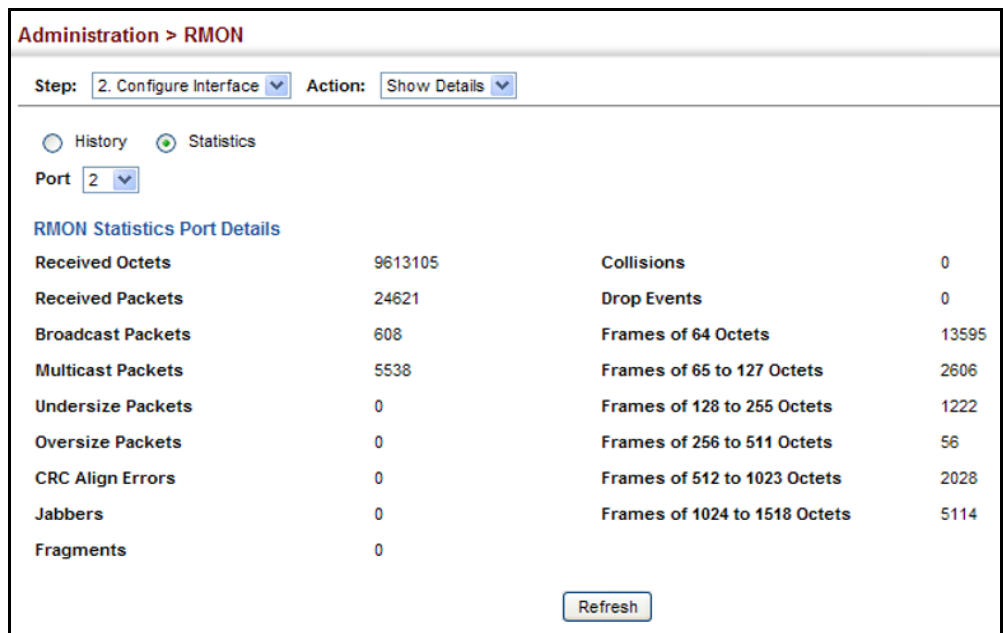 Administration > RMON
Step: 2. Configure Interface Action: Show Details
History Statistics
Port 2
RMON Statistics Port Details
Received Octets 9613105 Collisions 0
Received Packets 24621 Drop Events 0
Broadcast Packets 608 Frames of 64 Octets 13595
Multicast Packets 5538 Frames of 65 to 127 Octets 2606
Undersize Packets 0 Frames of 128 to 255 Octets 1222
Oversize Packets 0 Frames of 256 to 511 Octets 56
CRC Align Errors 0 Frames of 512 to 1023 Octets 2028
Jabbers 0 Frames of 1024 to 1518 Octets 5114
Fragments 0
Refresh